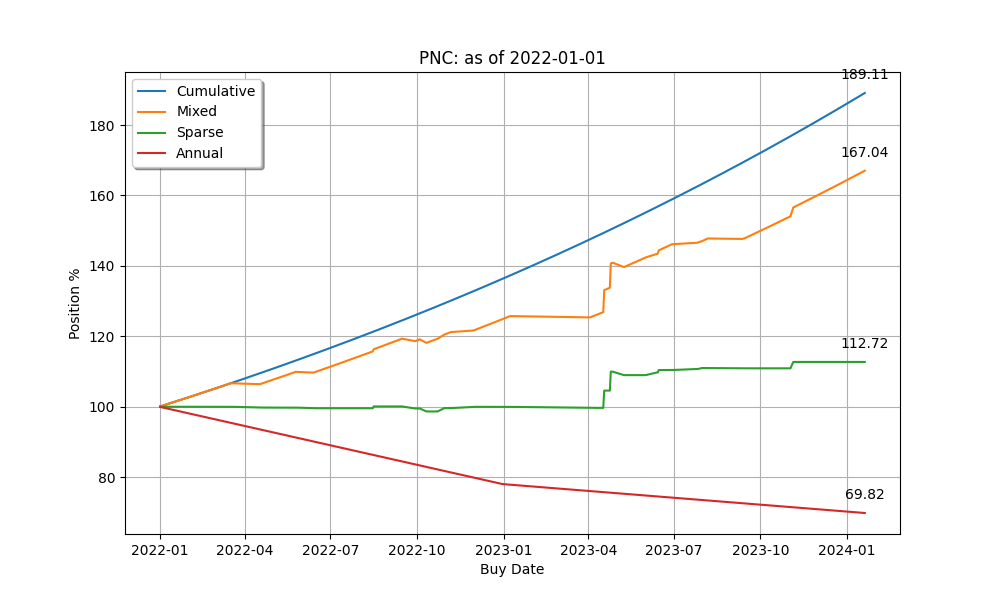 PNC: as of 2022-01-01
Cumulative
Mixed
Sparse
Annual
189.11
167.04
112.72
69.82
Position %
180
160
140
120
100
80
2022-01 2022-04 2022-07 2022-10 2023-01 2023-04 2023-07 2023-10 2024-01
Buy Date